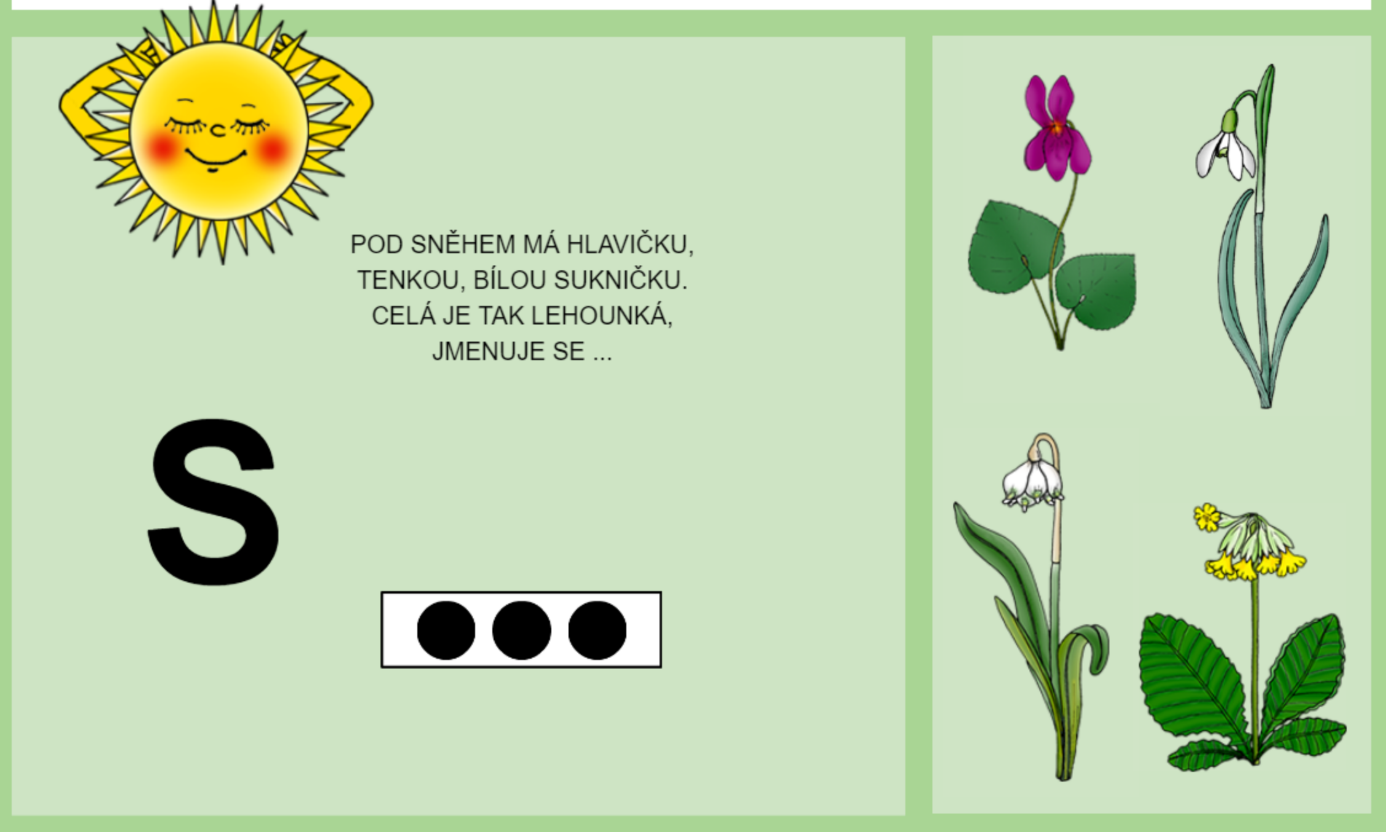 POD SNĚHEM MÁ HLAVIČKU,
TENKOU, BÍLOU SUKNIČKU.
CELÁ JE TAK LEHOUNKÁ,
JMENUJE SE ...
S